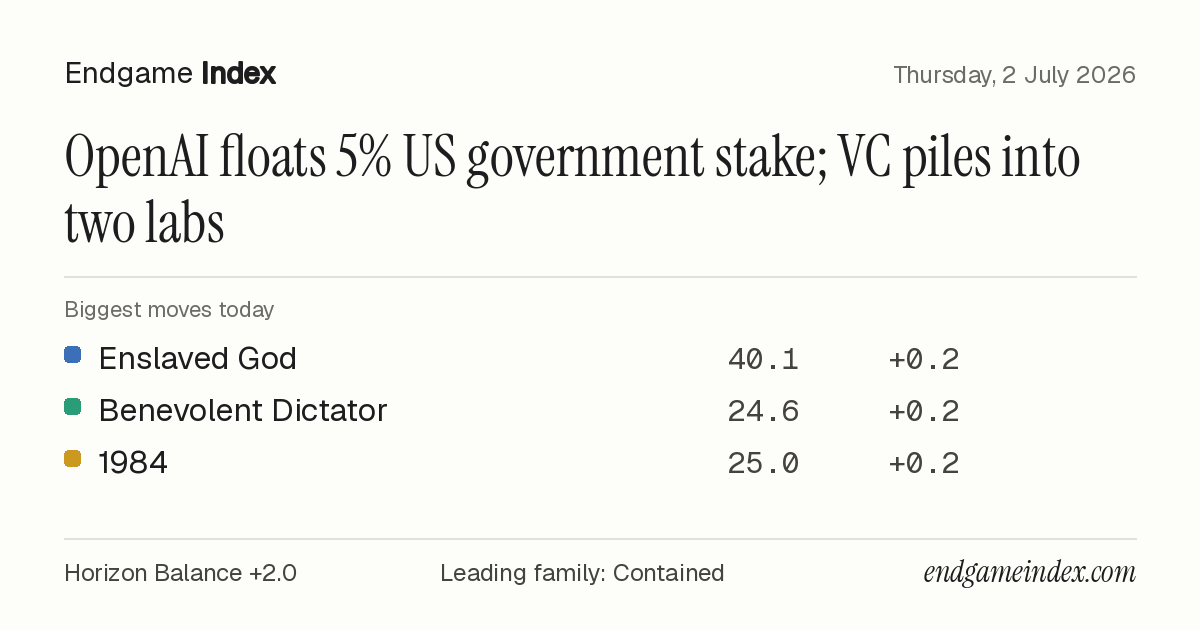 Endgame Index
Thursday, 2 July 2026
OpenAI floats 5% US government stake; VC piles into
two labs
Biggest moves today
Enslaved God 40.1 +0.2
Benevolent Dictator 24.6 +0.2
1984 25.0 +0.2
Horizon Balance +2.0
Leading family: Contained
endgameindex.com